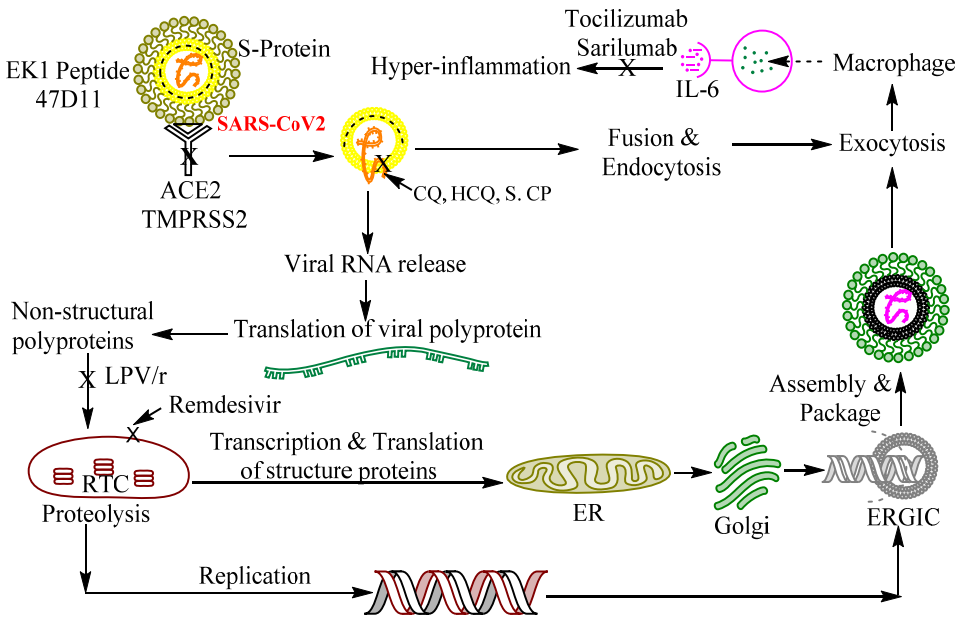 S-Protein
EK1 Peptide
47D11
SARS-CoV2
X
ACE2
TMPRSS2
X
CQ, HCQ, S. CP
Tocilizumab
Sarilumab
Hyper-inflammation
X
IL-6
Macrophage
Fusion &
Endocytosis
Exocytosis
Viral RNA release
Translation of viral polyprotein
Non-structural
polyproteins
X LPV/r
Remdesivir
X
RTC
Proteolysis
Transcription & Translation
of structure proteins
ER
Golgi
Assembly &
Package
ERGIC
Replication